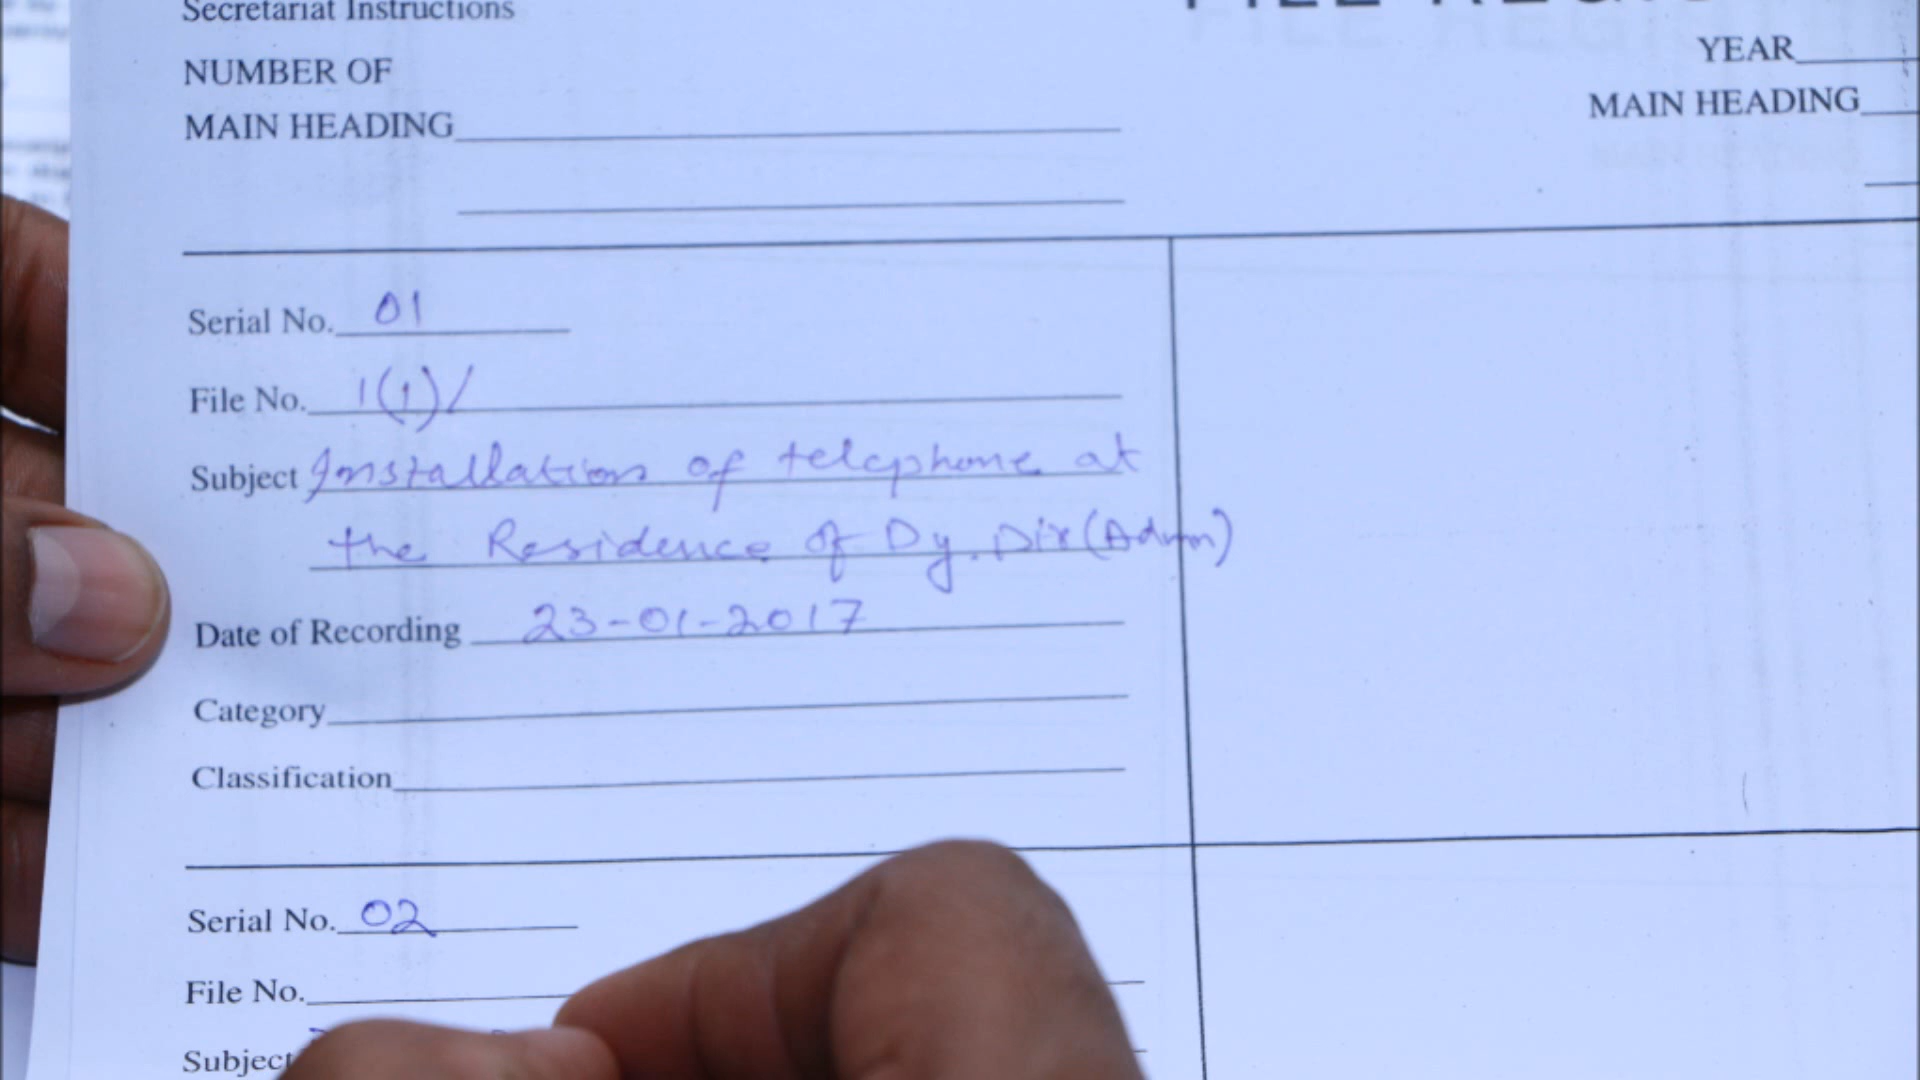 Secretariat Instructions
FILE REGIS
NUMBER OF
MAIN HEADING
YEAR
MAIN HEADING
Serial No. 01
File No. 1(1)/
Subject Installation of telephone at
the Residence of Dy. Dir (Admn)
Date of Recording 23-01-2017
Category
Classification
Serial No. 02
File No.
Subject